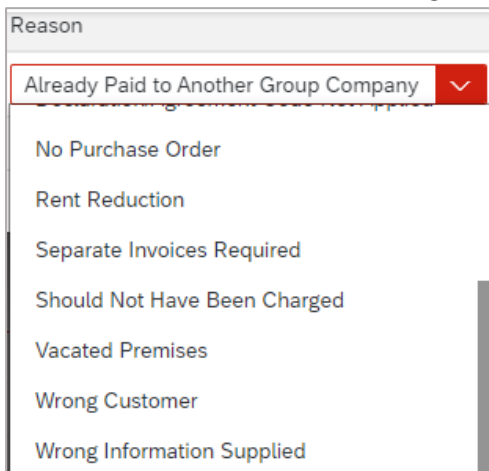 Reason
Already Paid to Another Group Company
No Purchase Order
Rent Reduction
Separate Invoices Required
Should Not Have Been Charged
Vacated Premises
Wrong Customer
Wrong Information Supplied